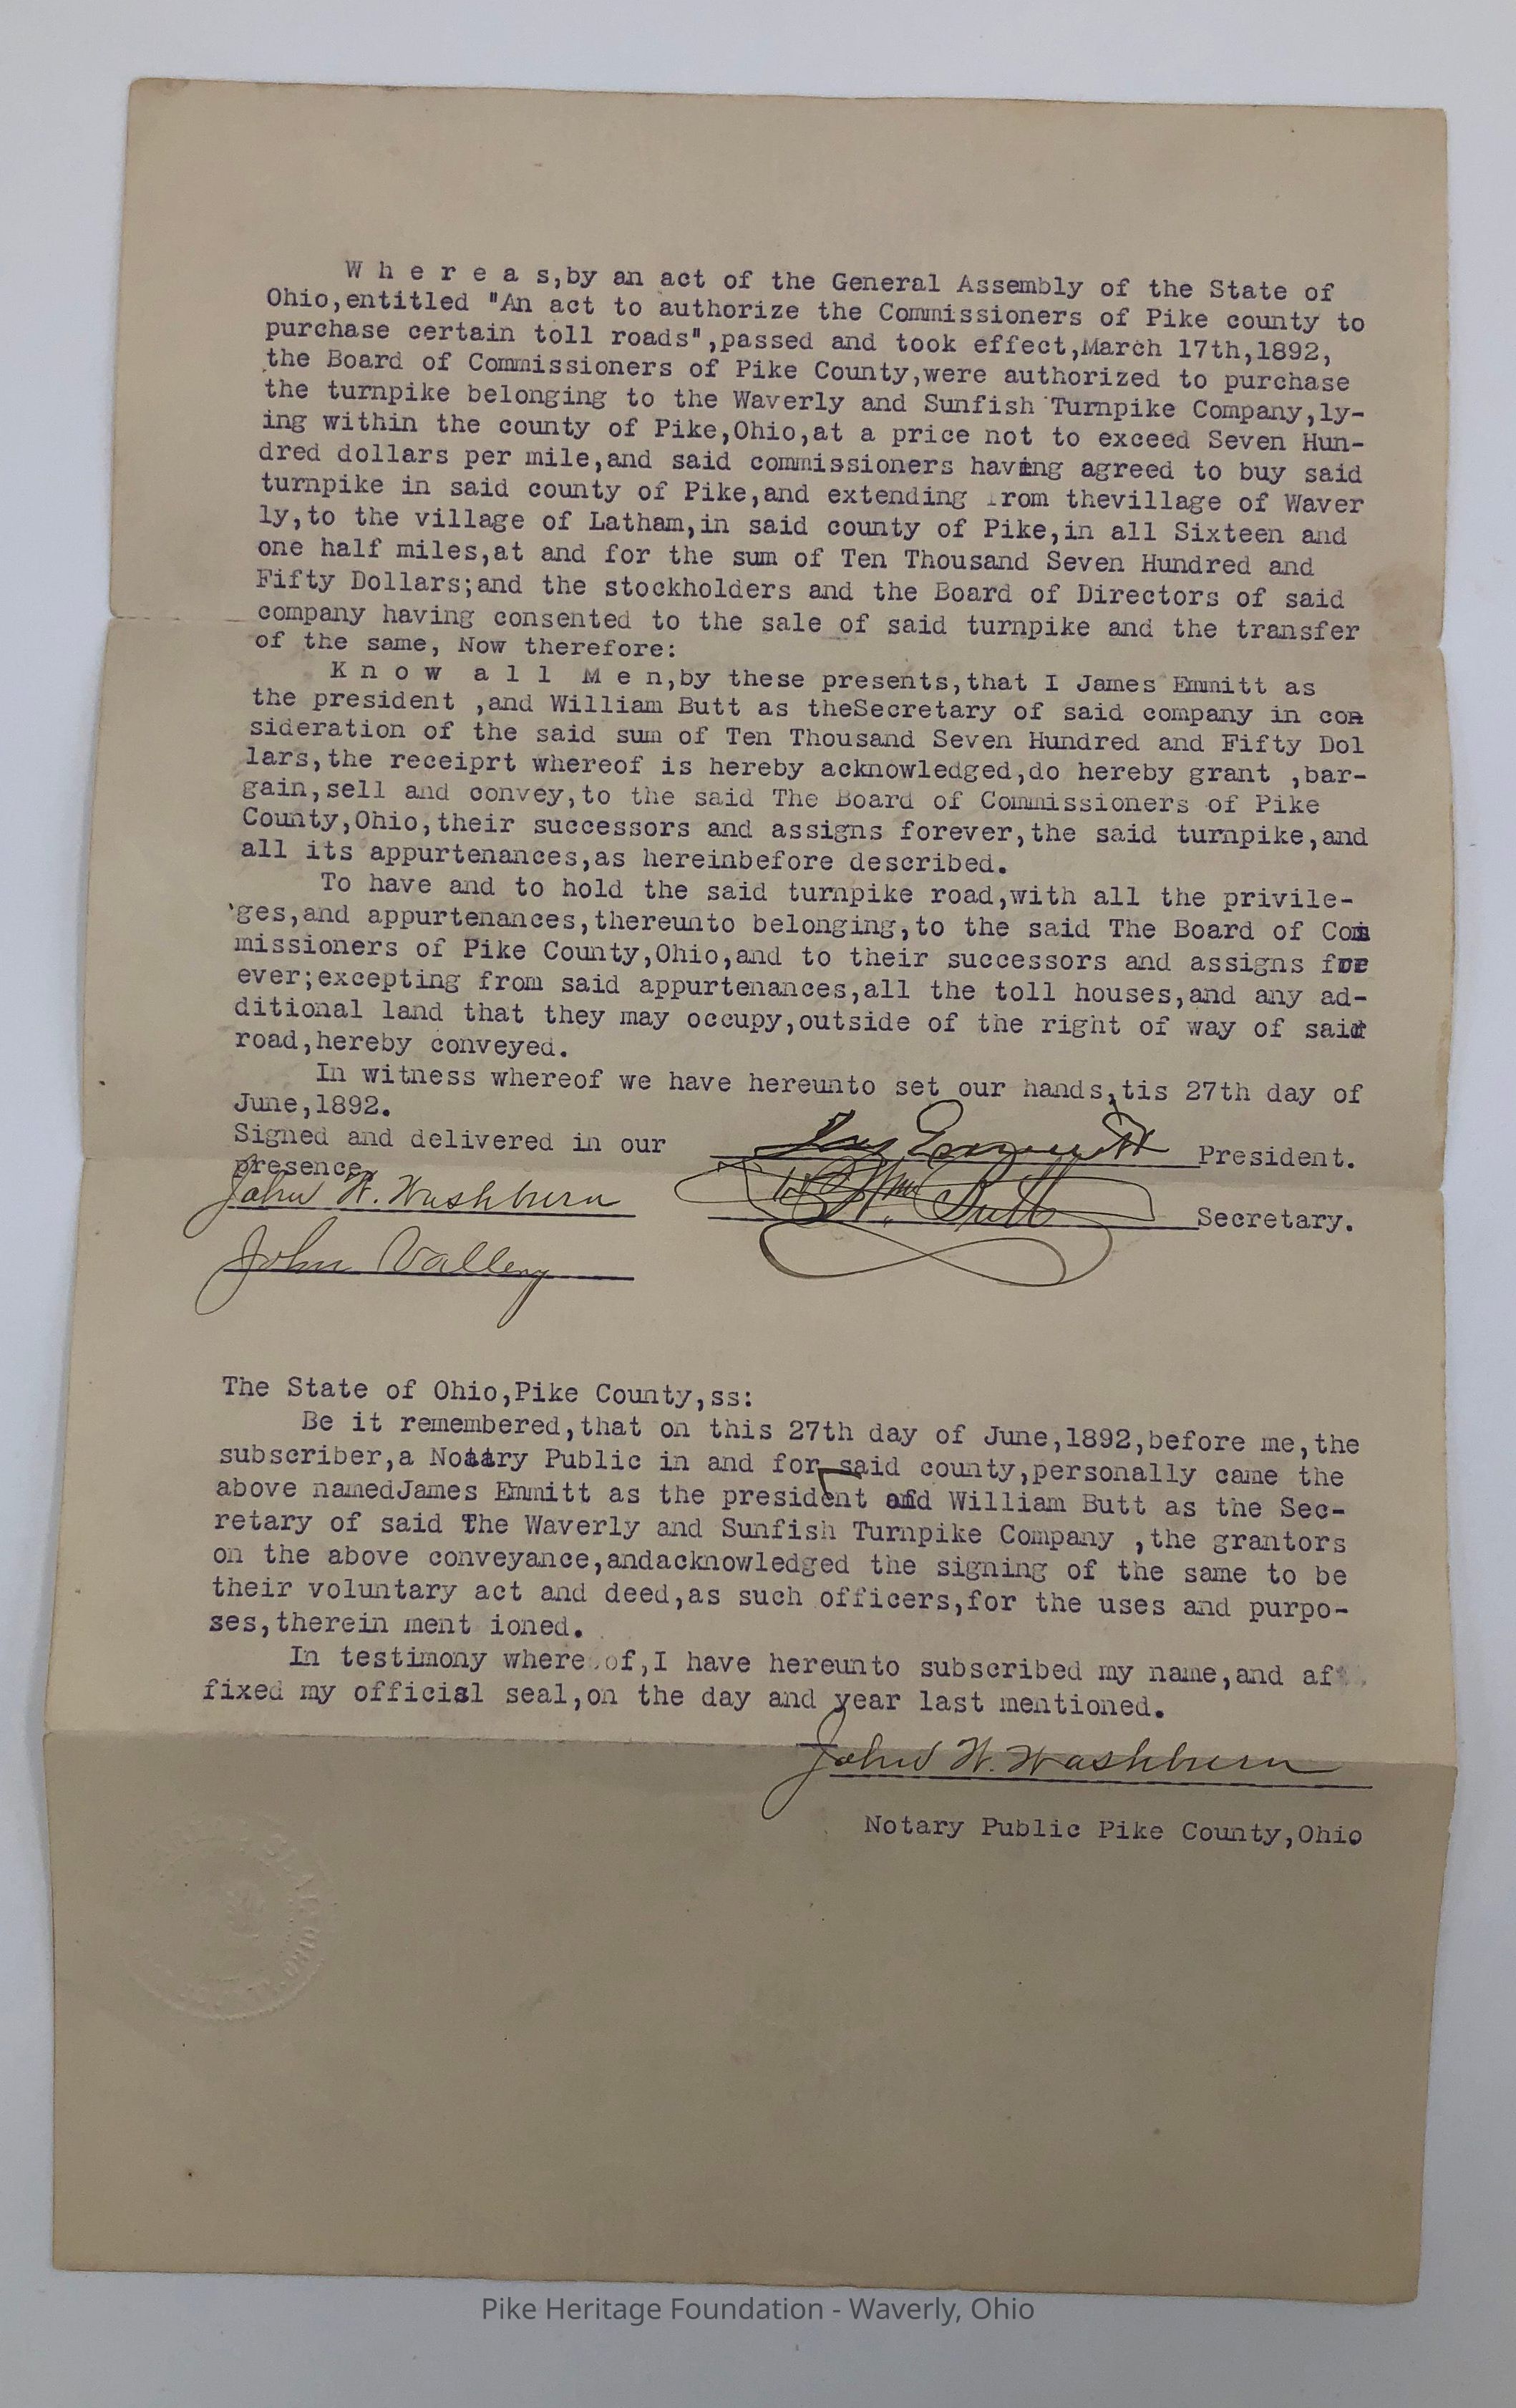 W h e r e a s,by an act of the General Assembly of the State of
Ohio,entitled "An act to authorize the Commissioners of Pike county to
purchase certain toll roads",passed and took effect,March 17th,1892,
the Board of Commissioners of Pike County,were authorized to purchase
the turnpike belonging to the Waverly and Sunfish Turnpike Company,ly-
ing within the county of Pike,Ohio,at a price not to exceed Seven Hun-
dred dollars per mile,and said commissioners having agreed to buy said
turnpike in said county of Pike,and extending from thevillage of Waver
ly,to the village of Latham,in said county of Pike,in all Sixteen and
one half miles,at and for the sum of Ten Thousand Seven Hundred and
Fifty Dollars;and the stockholders and the Board of Directors of said
company having consented to the sale of said turnpike and the transfer
of the same, Now therefore:
K n o w  a l l  M e n,by these presents,that I James Emmitt as
the president ,and William Butt as theSecretary of said company in con
sideration of the said sum of Ten Thousand Seven Hundred and Fifty Dol
lars,the receiprt whereof is hereby acknowledged,do hereby grant ,bar-
gain,sell and convey,to the said The Board of Commissioners of Pike
County,Ohio,their successors and assigns forever,the said turnpike,and
all its appurtenances,as hereinbefore described.
To have and to hold the said turnpike road,with all the privile-
ges,and appurtenances,thereunto belonging,to the said The Board of Com
missioners of Pike County,Ohio,and to their successors and assigns for
ever;excepting from said appurtenances,all the toll houses,and any ad-
ditional land that they may occupy,outside of the right of way of said
road,hereby conveyed.
In witness whereof we have hereunto set our hands,tis 27th day of
June,1892.
Signed and delivered in our
presence.
Jas Emmitt President.
John W. Washburn
Wm Butt Secretary.
John Vallery
The State of Ohio,Pike County,ss:
Be it remembered,that on this 27th day of June,1892,before me,the
subscriber,a Notary Public in and for said county,personally came the
above namedJames Emmitt as the president and William Butt as the Sec-
retary of said The Waverly and Sunfish Turnpike Company ,the grantors
on the above conveyance,andacknowledged the signing of the same to be
their voluntary act and deed,as such officers,for the uses and purpo-
ses,therein ment ioned.
In testimony where of,I have hereunto subscribed my name,and af
fixed my official seal,on the day and year last mentioned.
John W. Washburn
Notary Public Pike County,Ohio
Pike Heritage Foundation - Waverly, Ohio